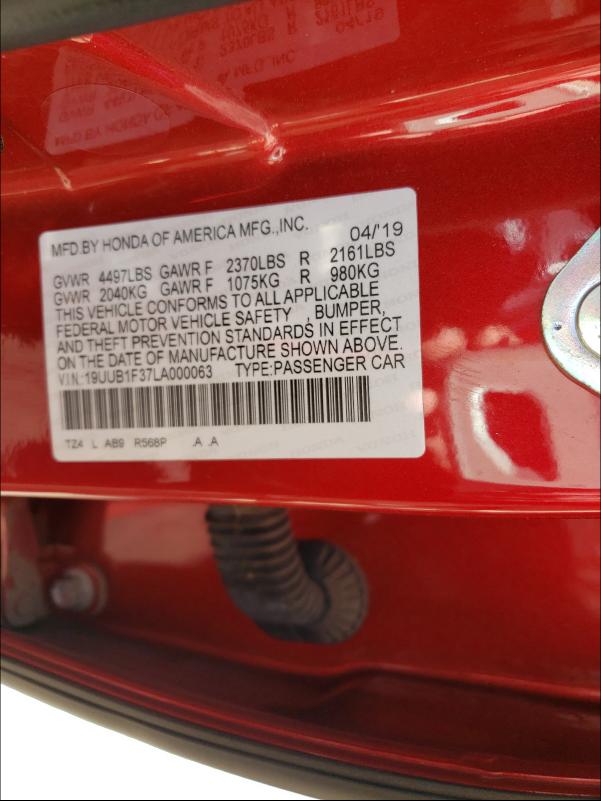 MFD.BY HONDA OF AMERICA MFG.,INC. 04/'19
GVWR 4497LBS GAWR F 2370LBS R 2161LBS
GVWR 2040KG GAWR F 1075KG R 980KG
THIS VEHICLE CONFORMS TO ALL APPLICABLE
FEDERAL MOTOR VEHICLE SAFETY , BUMPER,
AND THEFT PREVENTION STANDARDS IN EFFECT
ON THE DATE OF MANUFACTURE SHOWN ABOVE.
VIN:19UUB1F37LA000063 TYPE:PASSENGER CAR
TZ4 L AB9 R568P .A .A